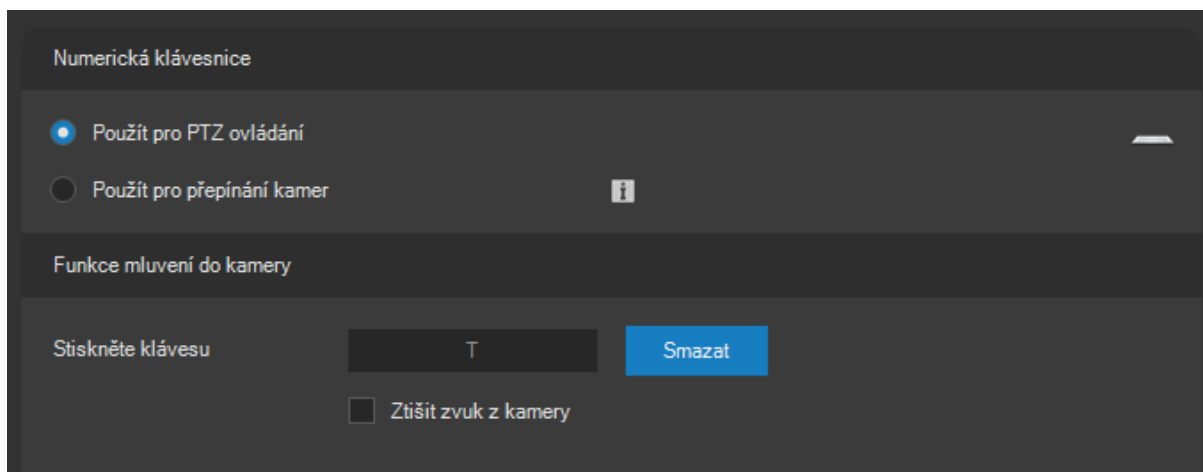 Numerická klávesnice
Použít pro PTZ ovládání
Použít pro přepínání kamer
i
Funkce mluvení do kamery
Stiskněte klávesu T Smazat
Ztišit zvuk z kamery